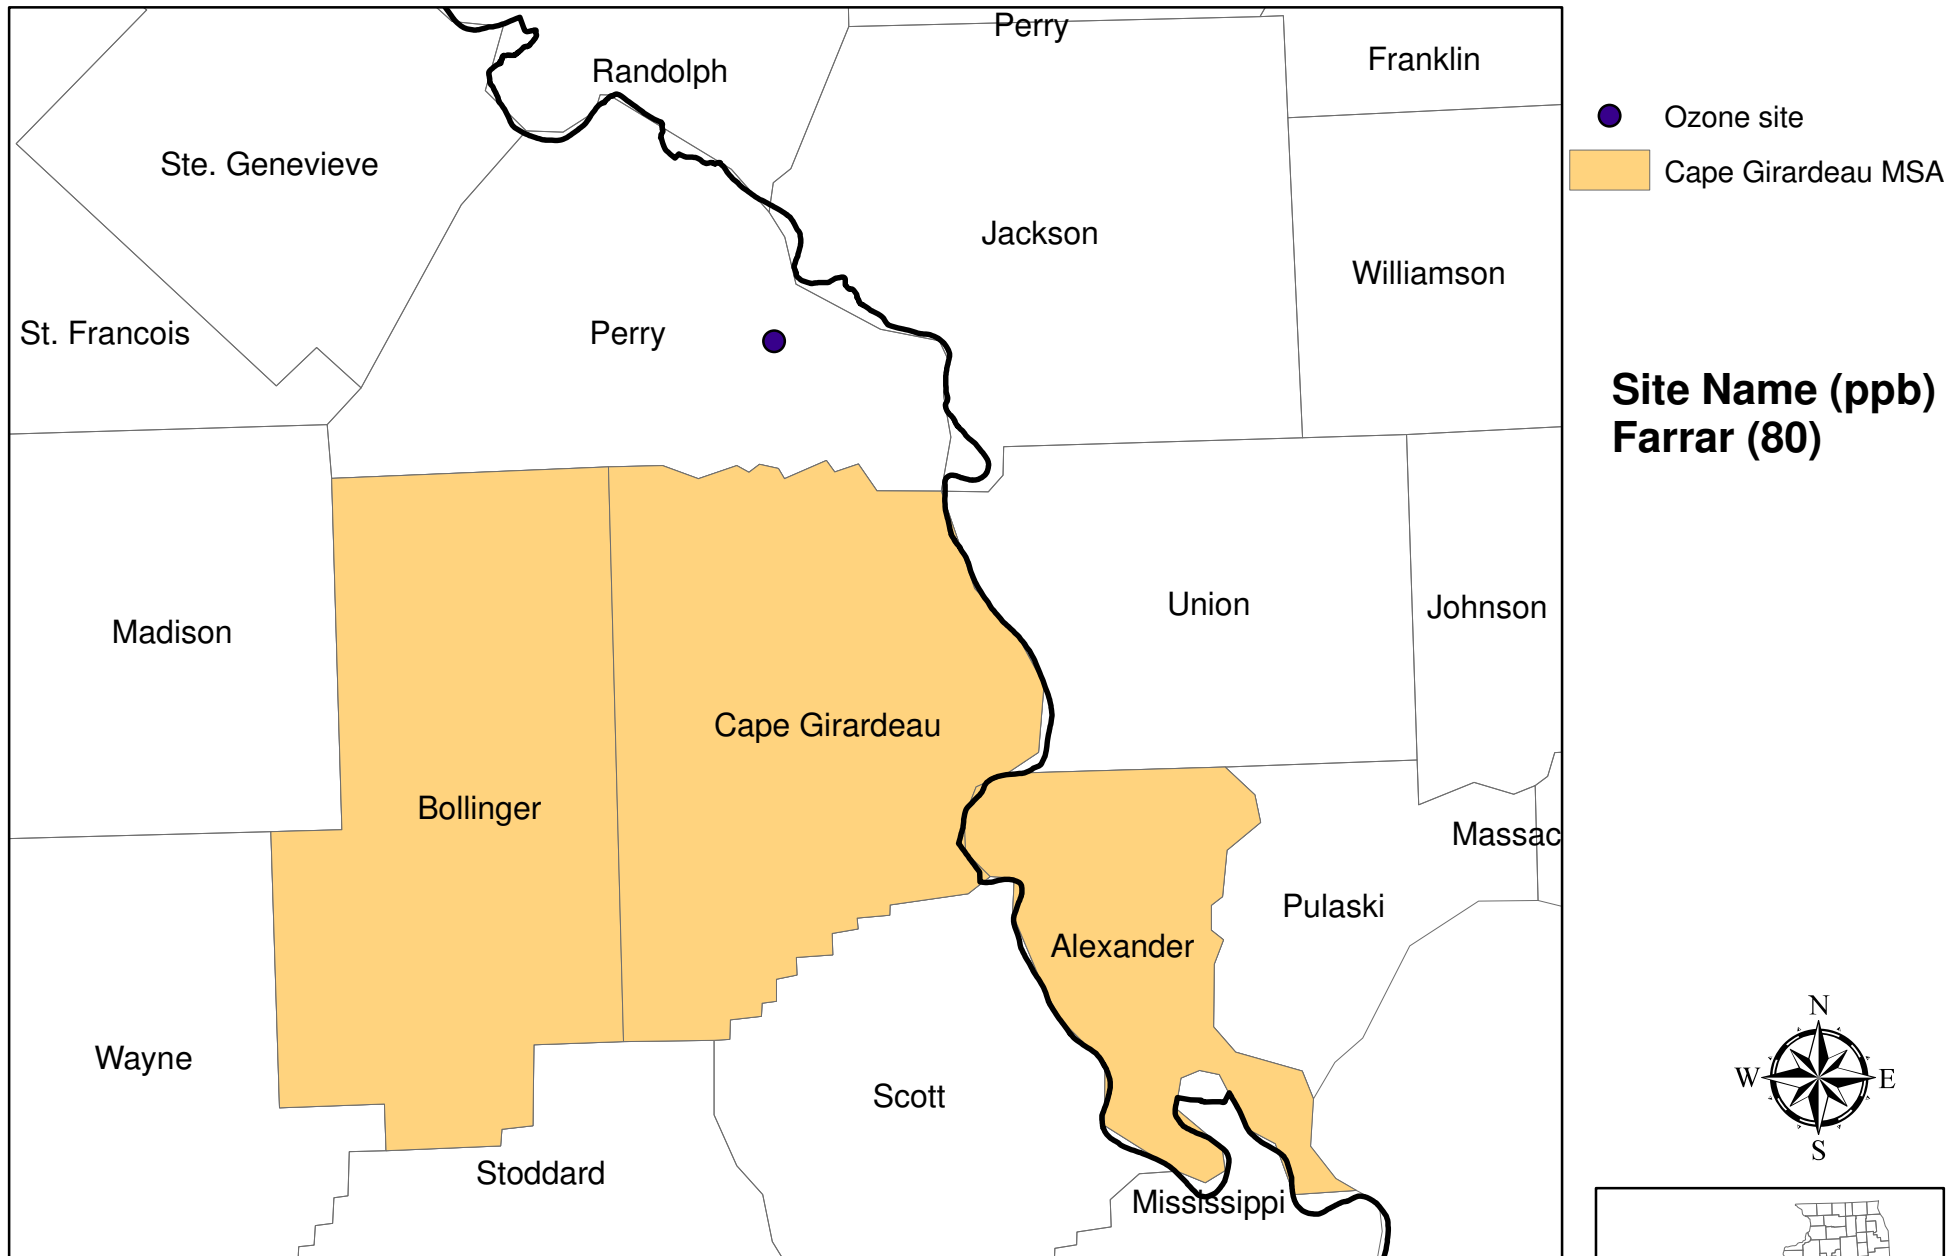 Perry
Franklin
Randolph
Ozone site
Ste. Genevieve
Cape Girardeau MSA
Jackson
Williamson
St. Francois
Perry
Site Name (ppb)
Farrar (80)
Union
Johnson
Madison
Cape Girardeau
Bollinger
Massac
Pulaski
Alexander
N
Wayne
W
E
Scott
S
Stoddard
Mississippi